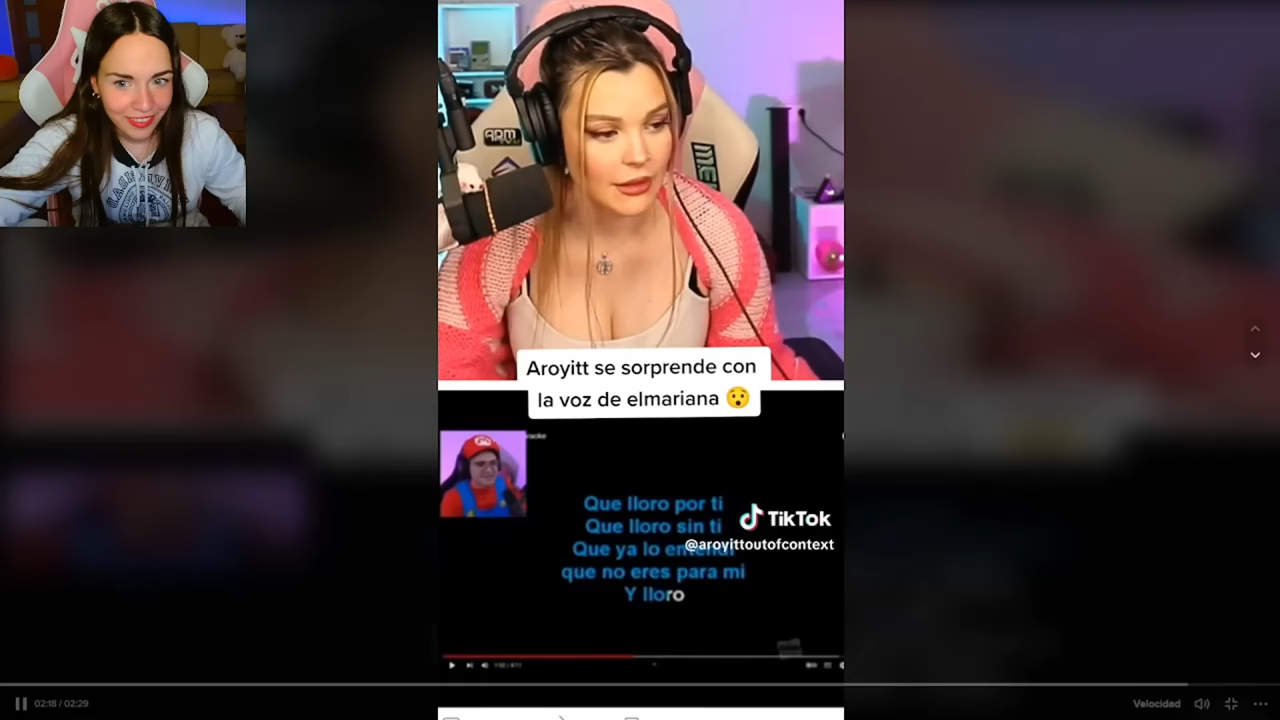 Aroyitt se sorprende con
la voz de elmariana 😯
Que lloro por ti
Que lloro sin ti
Que ya lo entendí
que no eres para mi
Y lloro
TikTok
@aroyittoutofcontext
02:18 / 02:29
Velocidad